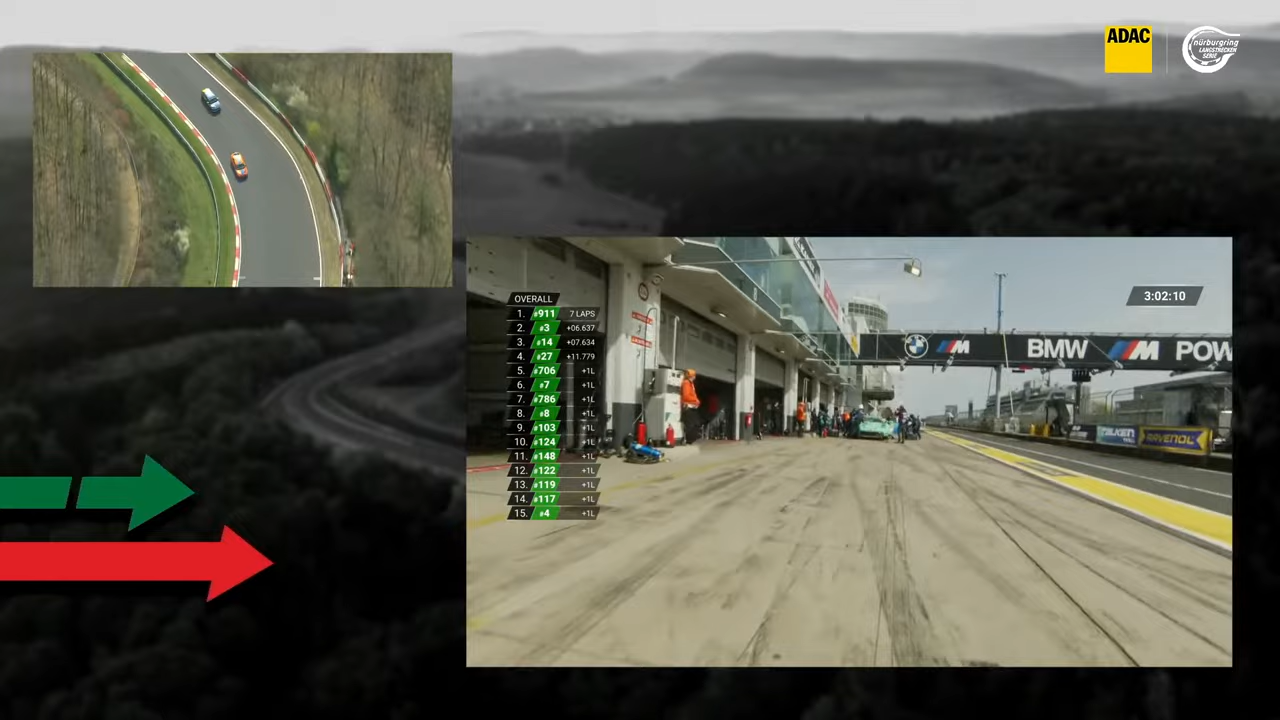 ADAC
nürburgring
LANGSTRECKEN
SERIE
3:02:10
OVERALL
1. #911 7 LAPS
2. #3 +06.637
3. #14 +07.634
4. #27 +11.779
5. #706 +1L
6. #7 +1L
7. #786 +1L
8. #8 +1L
9. #103 +1L
10. #124 +1L
11. #148 +1L
12. #122 +1L
13. #119 +1L
14. #117 +1L
15. #4 +1L
M BMW M POW
FALKEN
RAVENOL